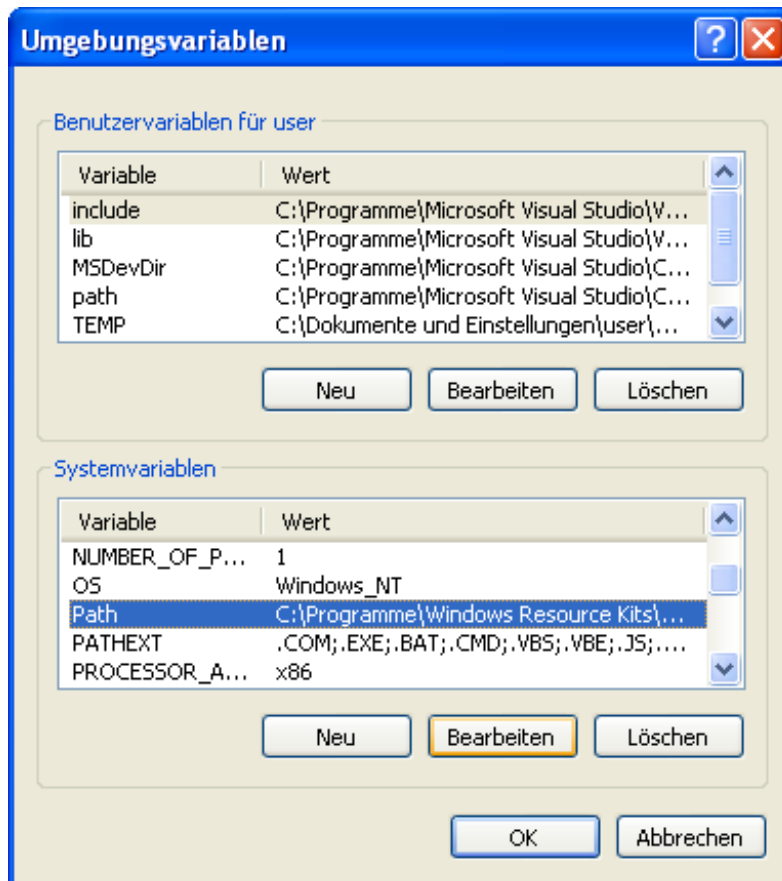 Umgebungsvariablen
Benutzervariablen für user
Variable Wert
include C:\Programme\Microsoft Visual Studio\V...
lib C:\Programme\Microsoft Visual Studio\V...
MSDevDir C:\Programme\Microsoft Visual Studio\C...
path C:\Programme\Microsoft Visual Studio\C...
TEMP C:\Dokumente und Einstellungen\user\...
Neu Bearbeiten Löschen
Systemvariablen
Variable Wert
NUMBER_OF_P... 1
OS Windows_NT
Path C:\Programme\Windows Resource Kits\...
PATHEXT .COM;.EXE;.BAT;.CMD;.VBS;.VBE;.JS;....
PROCESSOR_A... x86
Neu Bearbeiten Löschen
OK Abbrechen